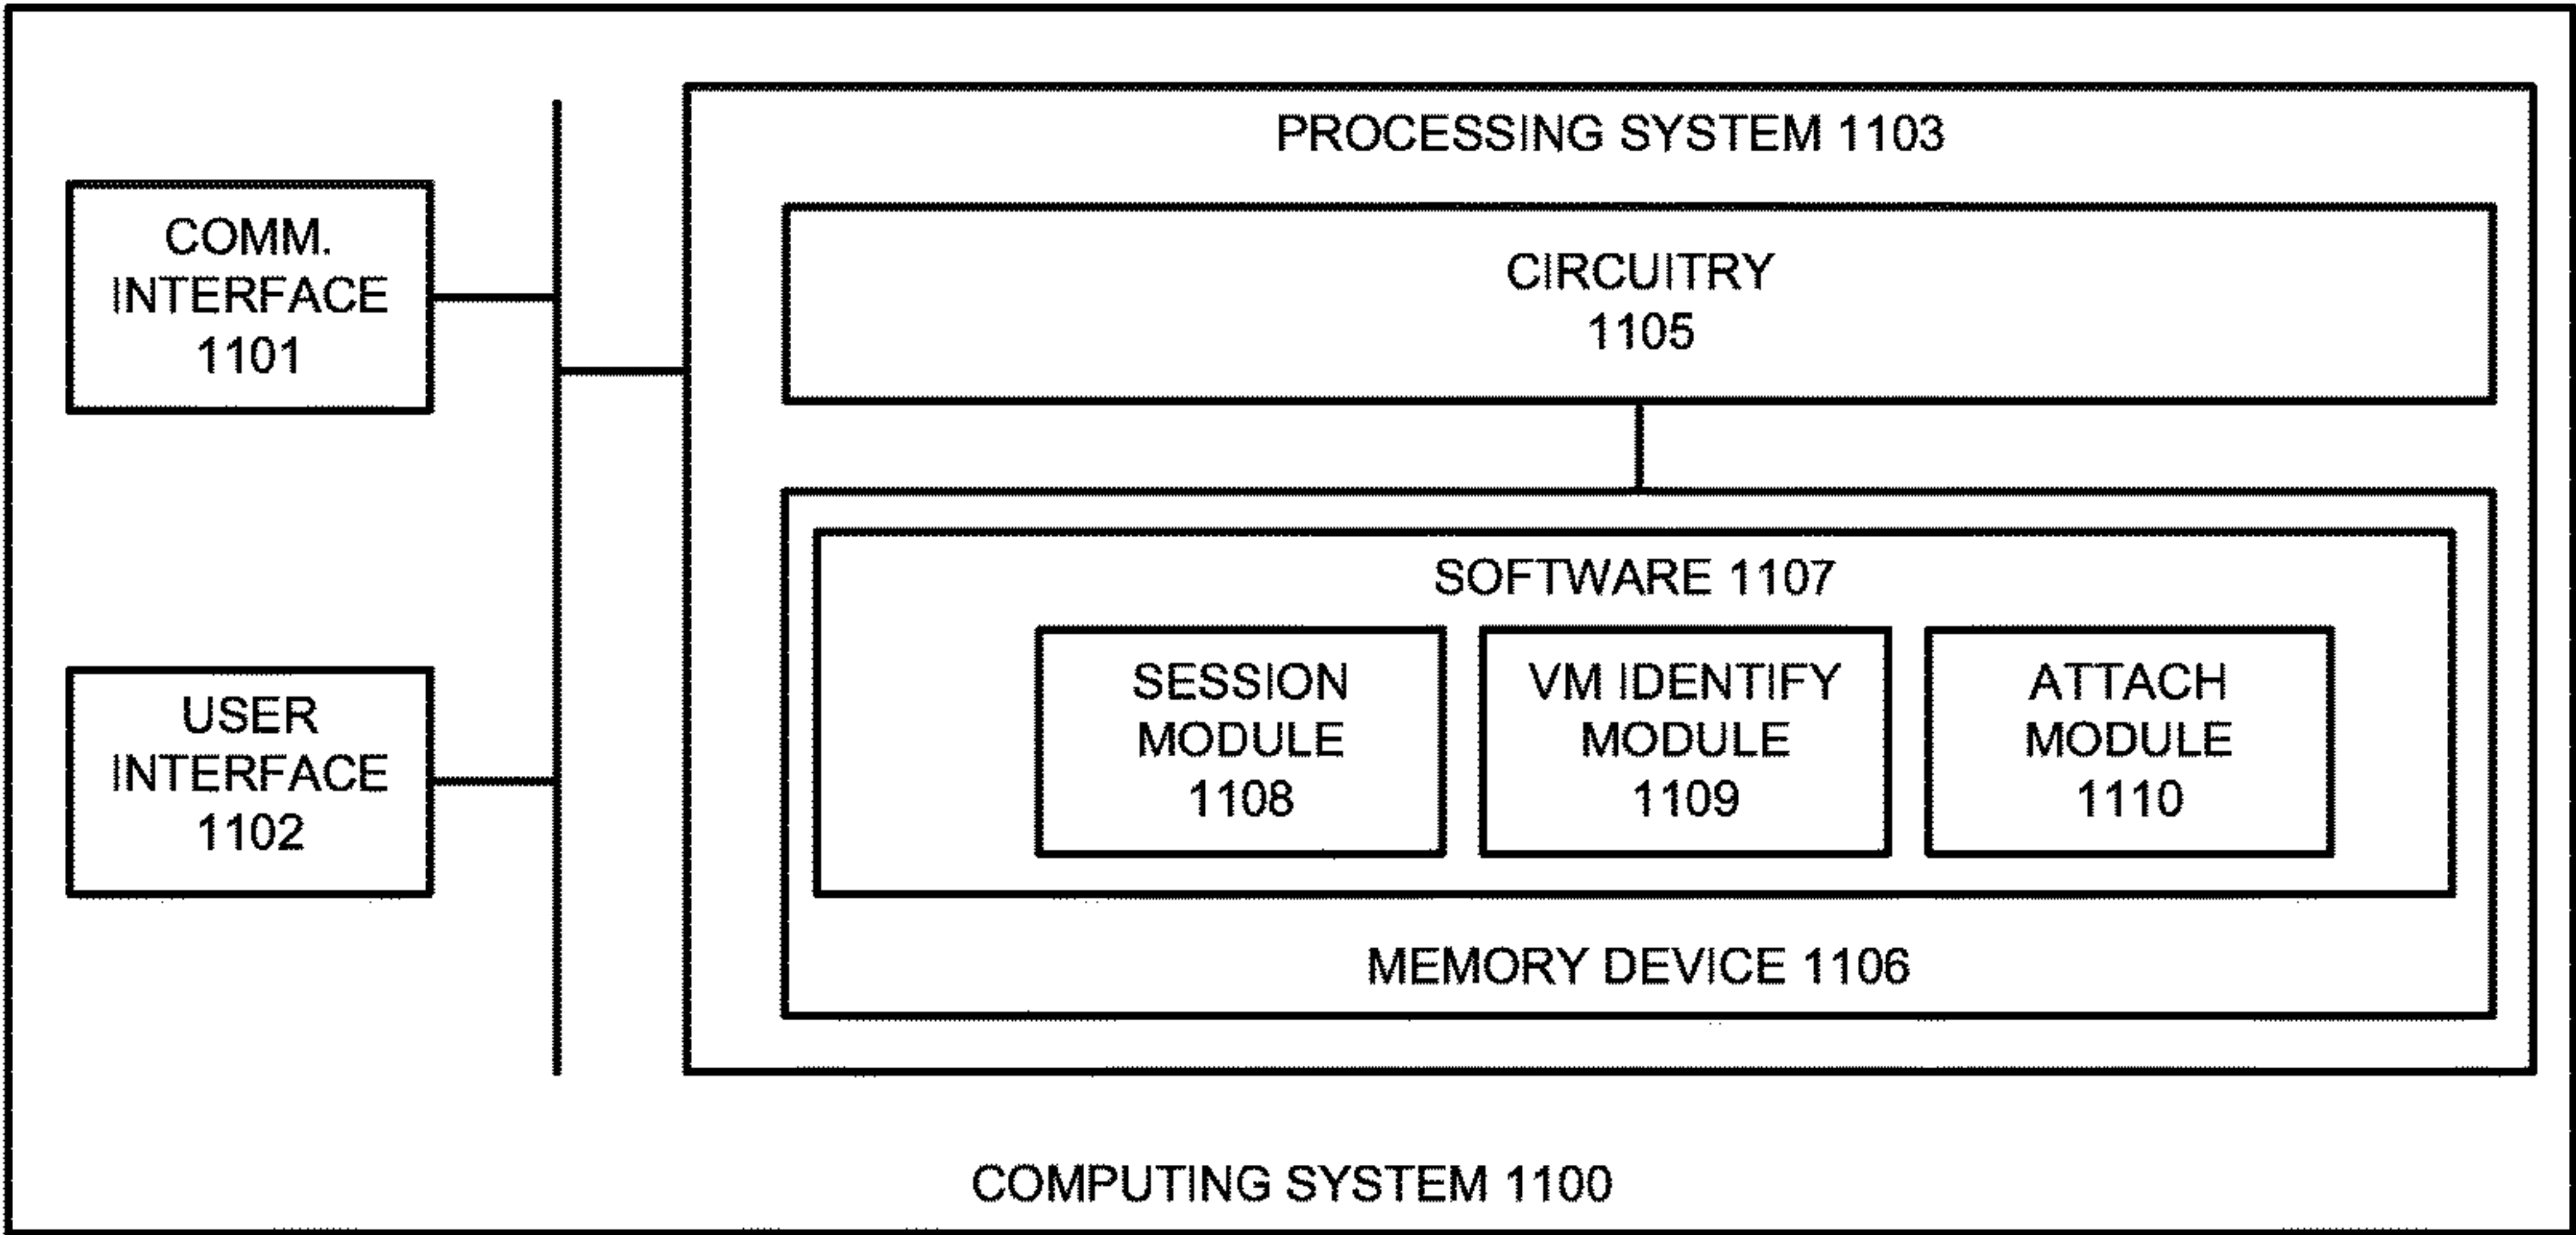 PROCESSING SYSTEM 1103
COMM.
INTERFACE
1101
CIRCUITRY
1105
SOFTWARE 1107
USER
INTERFACE
1102
SESSION
MODULE
1108
VM IDENTIFY
MODULE
1109
ATTACH
MODULE
1110
MEMORY DEVICE 1106
COMPUTING SYSTEM 1100